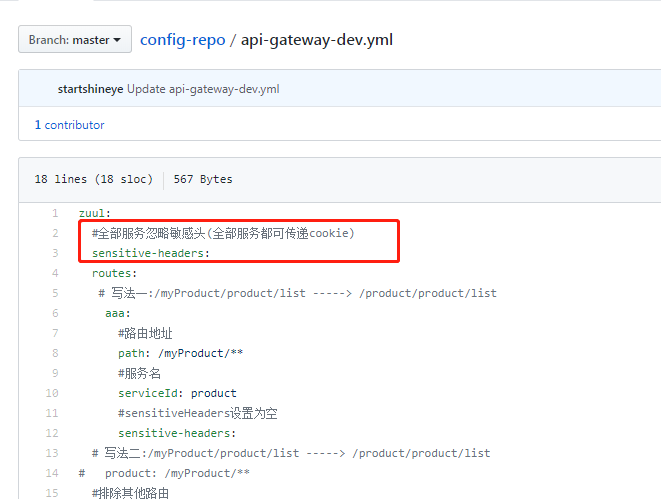 Branch: master config-repo / api-gateway-dev.yml
startshineye Update api-gateway-dev.yml
1 contributor
18 lines (18 sloc) 567 Bytes
1 zuul:
2 #全部服务忽略敏感头(全部服务都可传递cookie)
3 sensitive-headers:
4 routes:
5 # 写法一:/myProduct/product/list -----> /product/product/list
6 aaa:
7 #路由地址
8 path: /myProduct/**
9 #服务名
10 serviceId: product
11 #sensitiveHeaders设置为空
12 sensitive-headers:
13 # 写法二:/myProduct/product/list -----> /product/product/list
14 # product: /myProduct/**
15 #排除其他路由